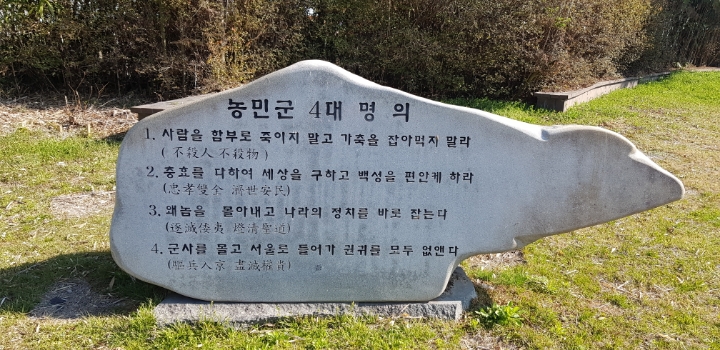 농민군 4대 명의
1. 사람을 함부로 죽이지 말고 가축을 잡아먹지 말라
(不殺人 不殺物)
2. 충효를 다하여 세상을 구하고 백성을 편안케 하라
(忠孝雙全 濟世安民)
3. 왜놈을 몰아내고 나라의 정치를 바로 잡는다
(逐滅倭夷 澄清聖道)
4. 군사를 몰고 서울로 들어가 권귀를 모두 없앤다
(驅兵入京 盡滅權貴)